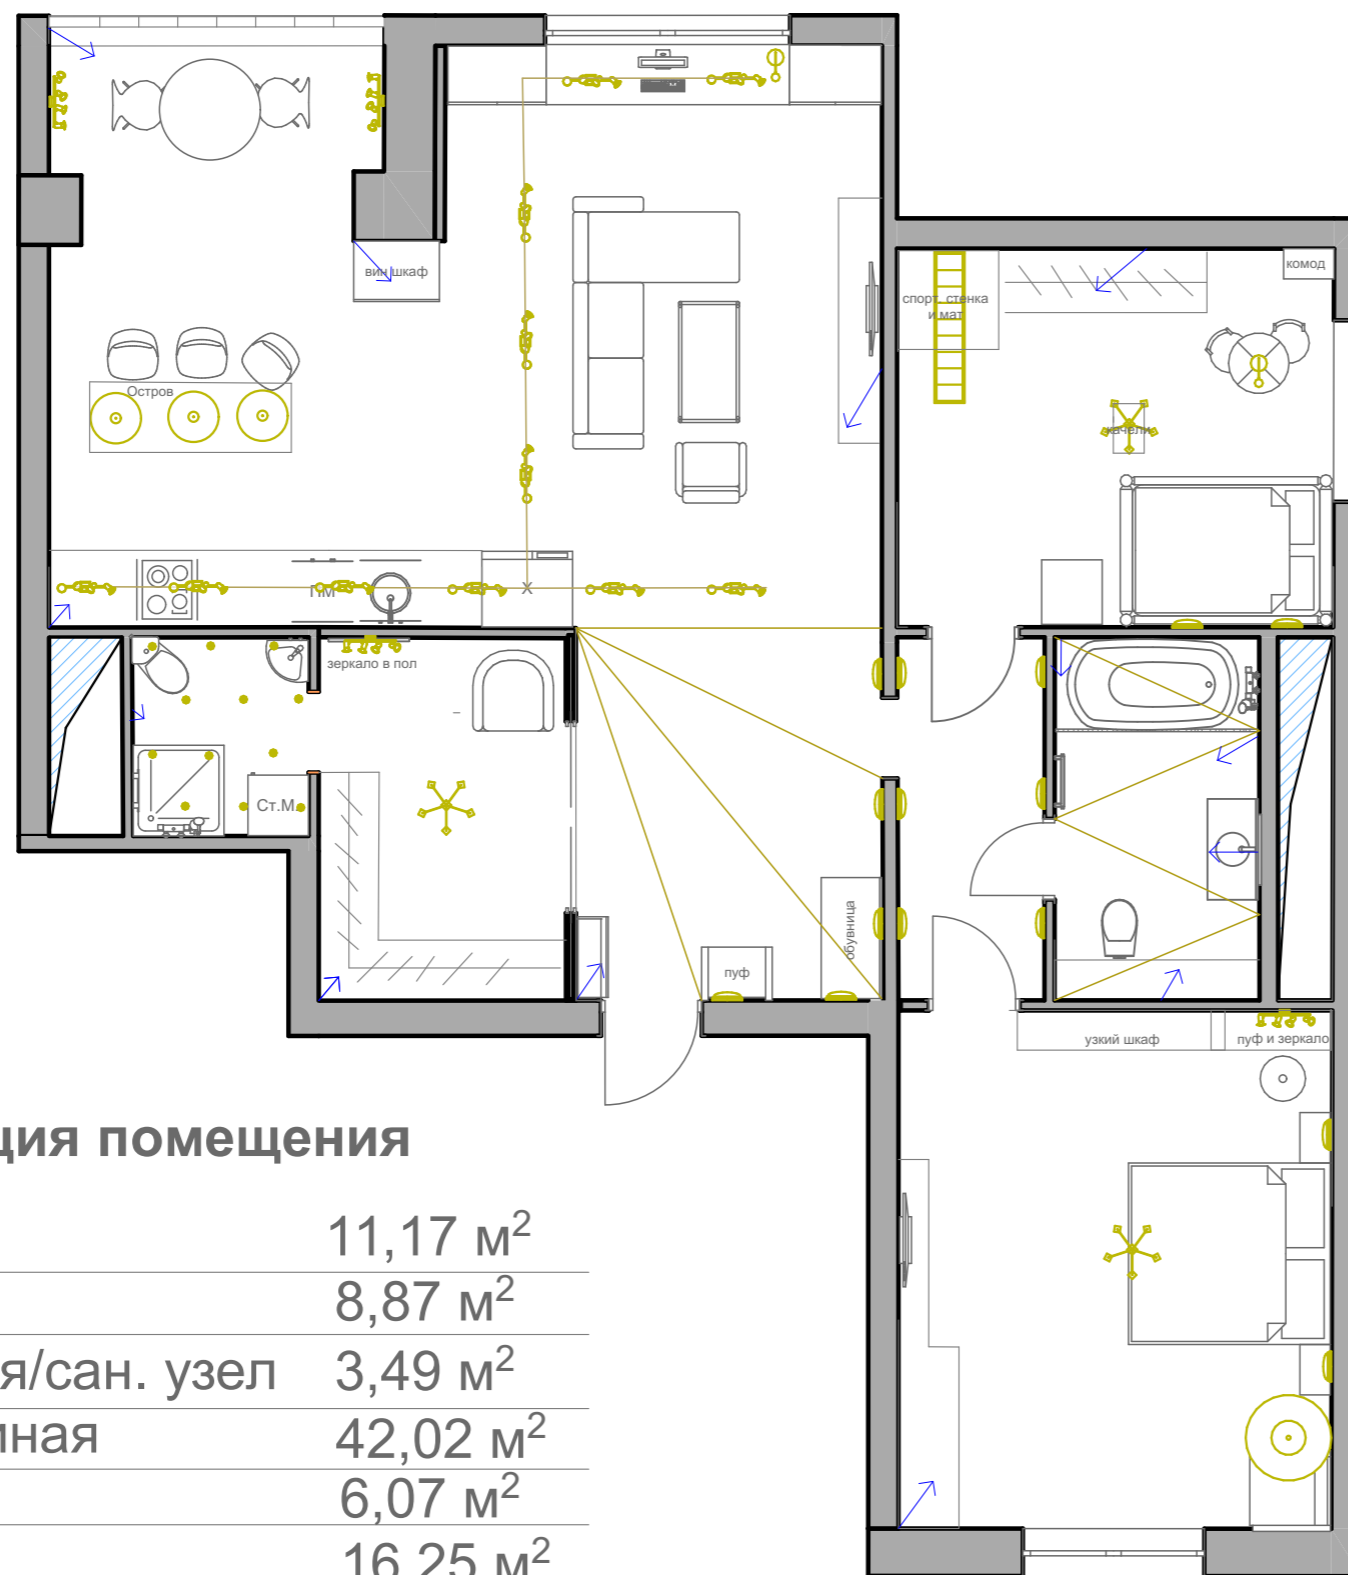 вин шкаф
комод
спорт. стенка
и мат
Остров
качели
ПМ
X
зеркало в пол
Ст.М.
обувница
пуф
узкий шкаф
пуф и зеркало
ция помещения
11,17 м²
8,87 м²
я/сан. узел 3,49 м²
иная 42,02 м²
6,07 м²
16,25 м²